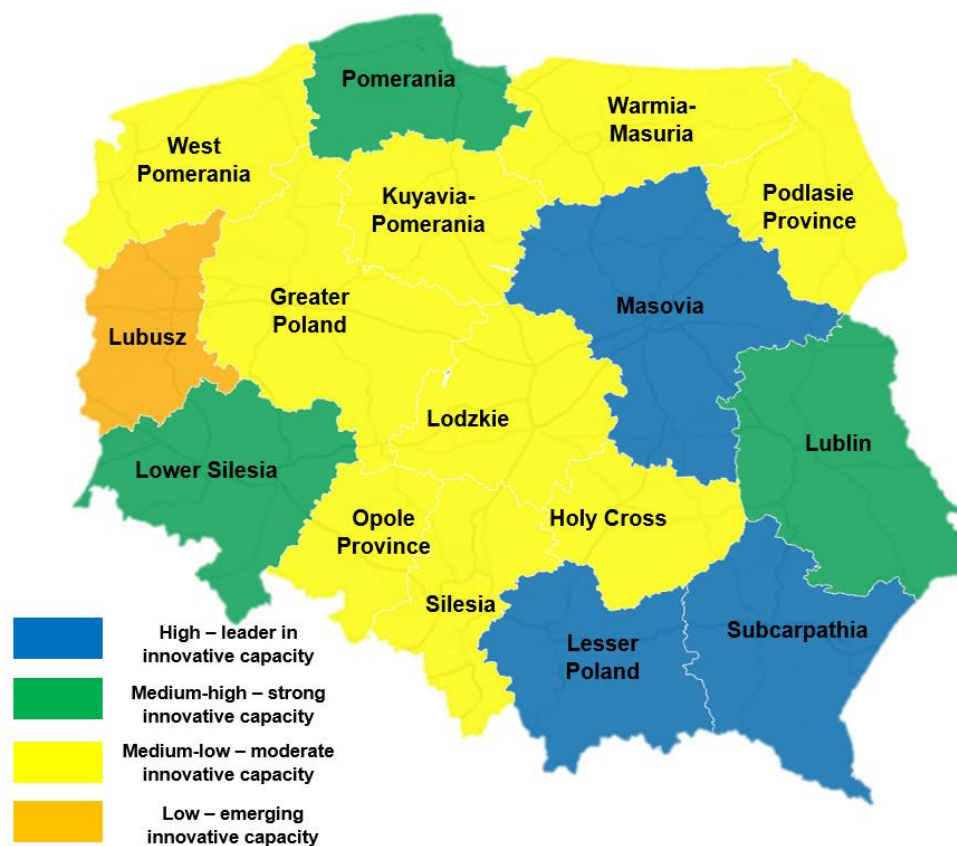 Pomerania
Warmia-
Masuria
West
Pomerania
Kuyavia-
Pomerania
Podlasie
Province
Greater
Poland
Masovia
Lubusz
Lodzkie
Lublin
Lower Silesia
Opole
Province
Holy Cross
Silesia
Lesser
Poland
Subcarpathia
High – leader in
innovative capacity
Medium-high – strong
innovative capacity
Medium-low – moderate
innovative capacity
Low – emerging
innovative capacity